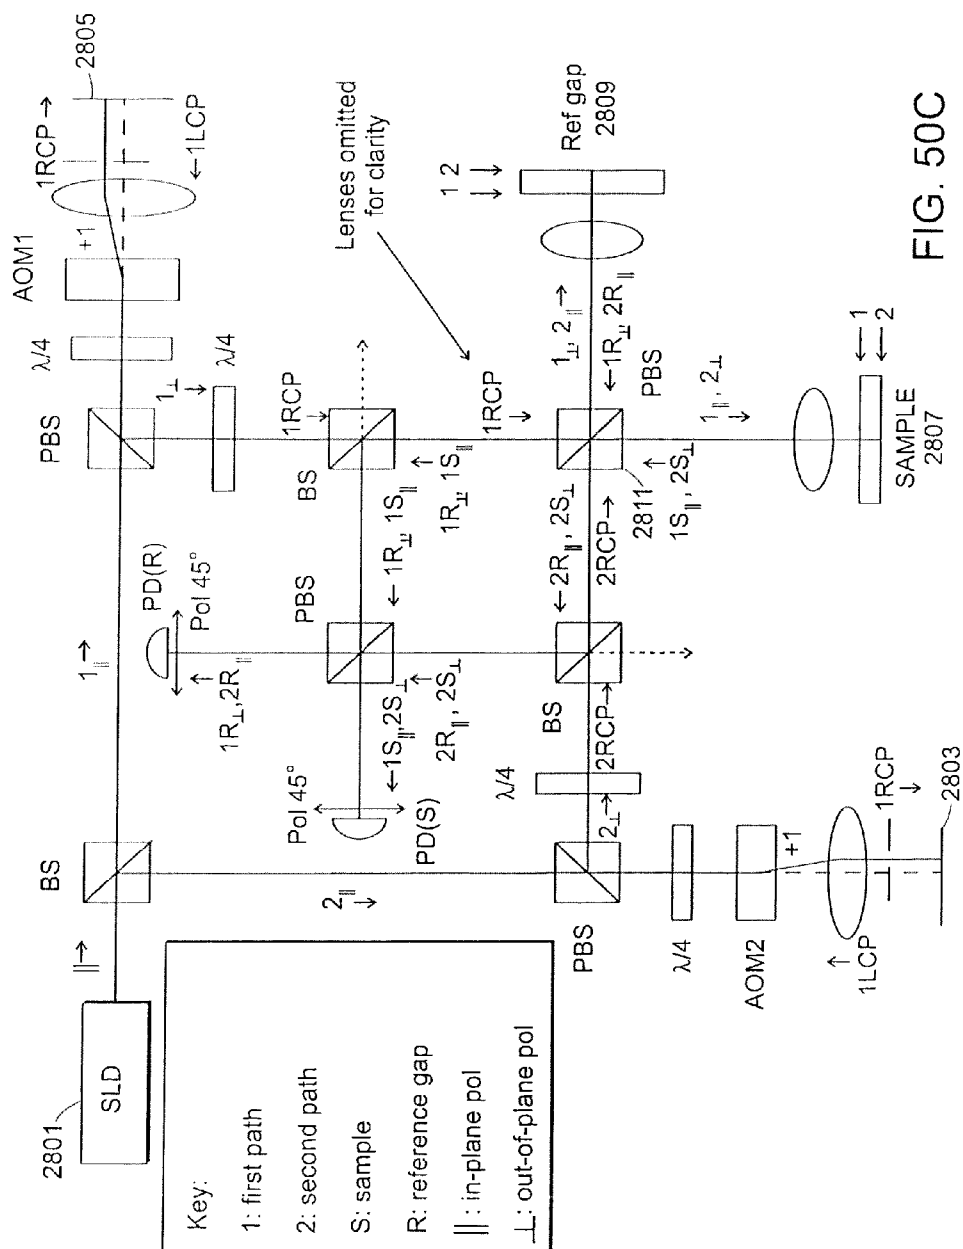 2801
SLD
Key:
1: first path
2: second path
S: sample
R: reference gap
||: in-plane pol
⊥: out-of-plane pol
|| →
BS
1|| →
PBS
λ/4
AOM1
+1
1RCP →
2805
← 1LCP
1⊥
λ/4
PD(R)
Pol 45°
1R⊥, 2R||
PBS
BS
1RCP
← 1R⊥, 1S||
Lenses omitted
for clarity
Pol 45°
PD(S)
← 1S||, 2S⊥
2R||, 2S⊥
1R⊥, 1S||
1RCP
2||
1 2
Ref gap
2809
1⊥, 2|| →
← 1R⊥, 2R||
PBS
← 2R||, 2S⊥
2RCP →
2811
1S||, 2S⊥
1||, 2⊥
BS
2RCP →
λ/4
2⊥
PBS
λ/4
AOM2
+1
1LCP
1RCP
2803
← 1
← 2
SAMPLE
2807
FIG. 50C